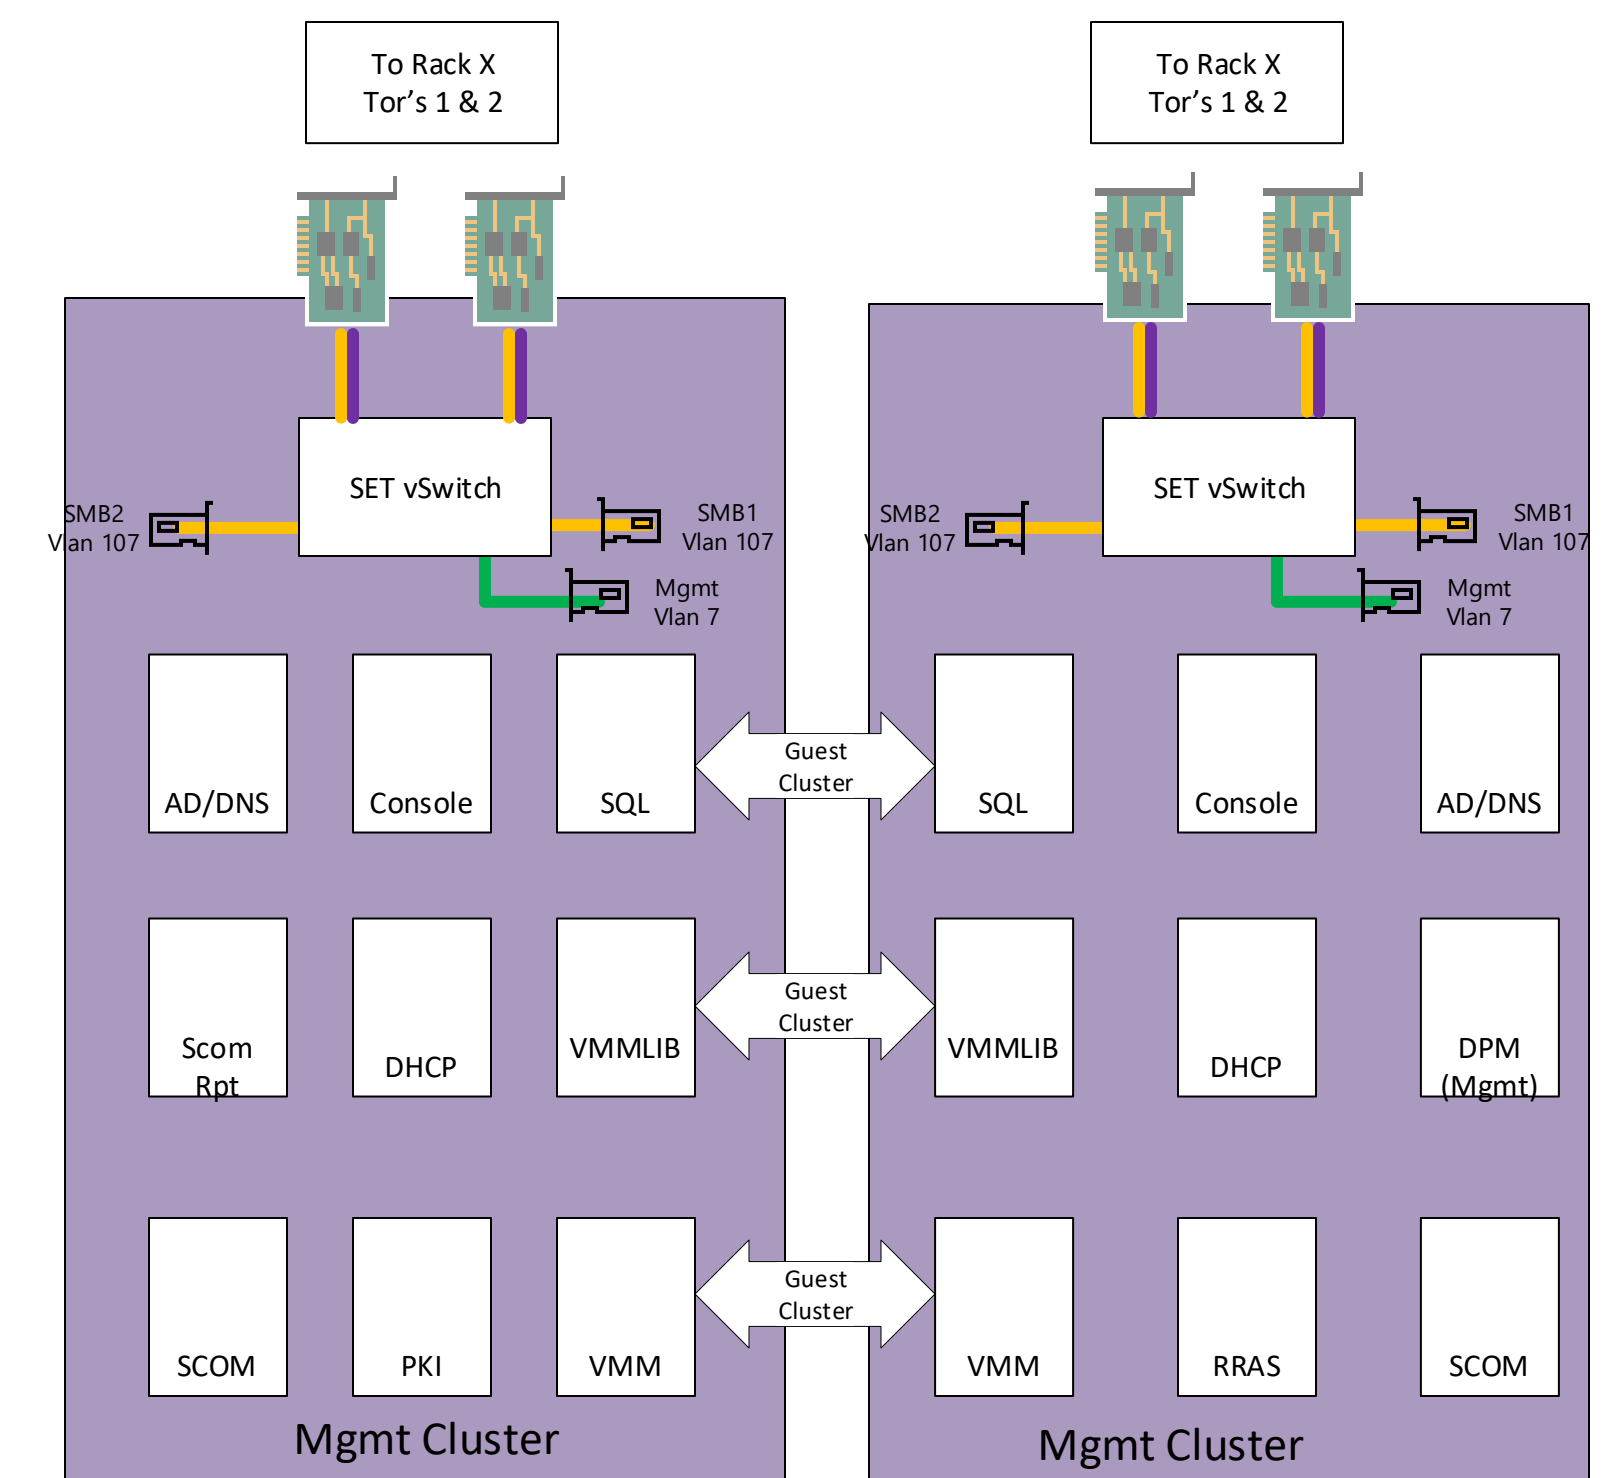 To Rack X
Tor's 1 & 2
To Rack X
Tor's 1 & 2
SET vSwitch
SMB2
Vlan 107
SMB1
Vlan 107
Mgmt
Vlan 7
SET vSwitch
SMB2
Vlan 107
SMB1
Vlan 107
Mgmt
Vlan 7
AD/DNS
Console
SQL
Guest
Cluster
SQL
Console
AD/DNS
Scom
Rpt
DHCP
VMMLIB
Guest
Cluster
VMMLIB
DHCP
DPM
(Mgmt)
SCOM
PKI
VMM
Guest
Cluster
VMM
RRAS
SCOM
Mgmt Cluster
Mgmt Cluster